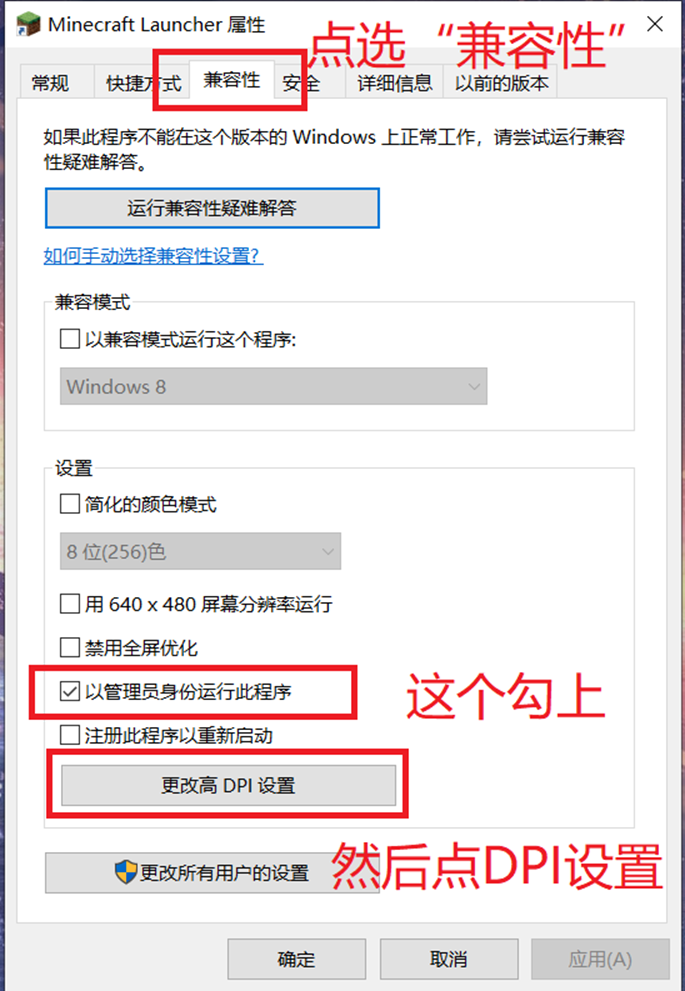 Minecraft Launcher 属性
点选“兼容性”
常规 快捷方式 兼容性 安全 详细信息 以前的版本
如果此程序不能在这个版本的 Windows 上正常工作，请尝试运行兼容
性疑难解答。
运行兼容性疑难解答
如何手动选择兼容性设置?
兼容模式
以兼容模式运行这个程序:
Windows 8
设置
简化的颜色模式
8 位(256)色
用 640 x 480 屏幕分辨率运行
禁用全屏优化
以管理员身份运行此程序
这个勾上
注册此程序以重新启动
更改高 DPI 设置
更改所有用户的设置
然后点DPI设置
确定 取消 应用(A)